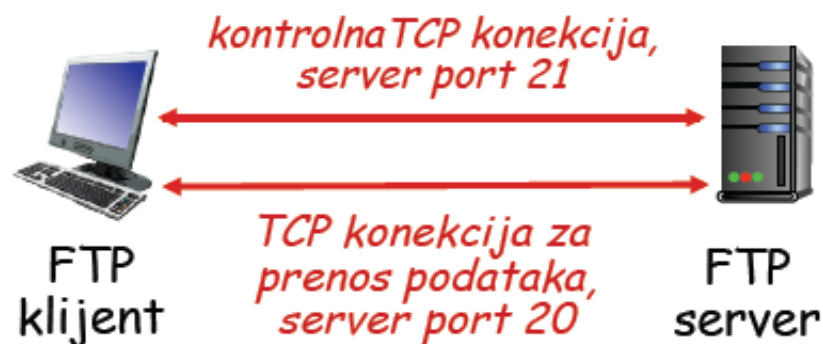 kontrolnaTCP konekcija,
server port 21
TCP konekcija za
prenos podataka,
server port 20
FTP
klijent
FTP
server